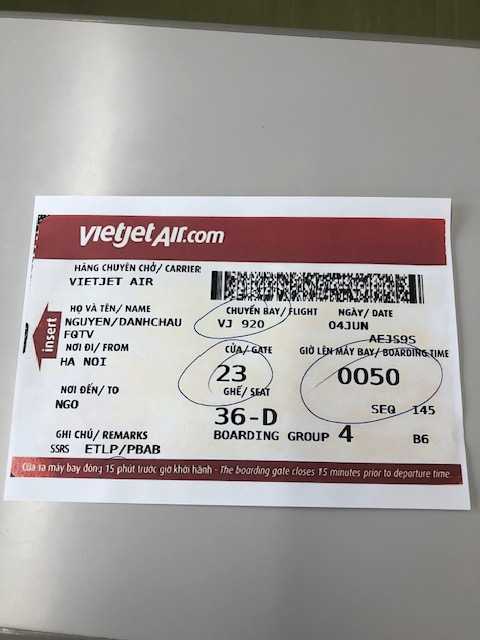 vietjetAir.com
HÃNG CHUYÊN CHỞ/ CARRIER
VIETJET AIR
HỌ VÀ TÊN/ NAME
NGUYEN/DANHCHAU
FQTV
CHUYẾN BAY/ FLIGHT
VJ 920
NGÀY/ DATE
04JUN
AEJS9S
insert
NƠI ĐI/ FROM
HA NOI
CỬA/ GATE
23
GIỜ LÊN MÁY BAY/ BOARDING TIME
0050
NƠI ĐẾN/ TO
NGO
GHẾ/ SEAT
36-D
SEQ 145
GHI CHÚ/ REMARKS
SSRS ETLP/PBAB
BOARDING GROUP 4
B6
Cửa ra máy bay đóng 15 phút trước giờ khởi hành - The boarding gate closes 15 minutes prior to departure time.